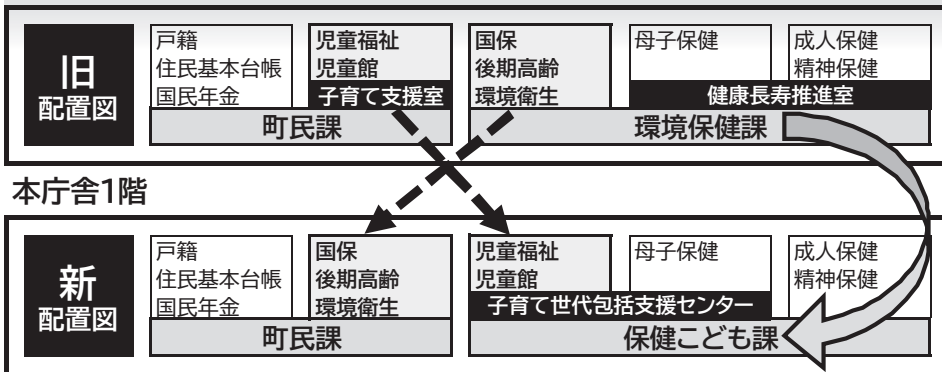 旧
配置図
戸籍
住民基本台帳
国民年金
児童福祉
児童館
子育て支援室
町民課
国保
後期高齢
環境衛生
母子保健
成人保健
精神保健
健康長寿推進室
環境保健課
本庁舎1階
新
配置図
戸籍
住民基本台帳
国民年金
国保
後期高齢
環境衛生
町民課
児童福祉
児童館
母子保健
子育て世代包括支援センター
成人保健
精神保健
保健こども課